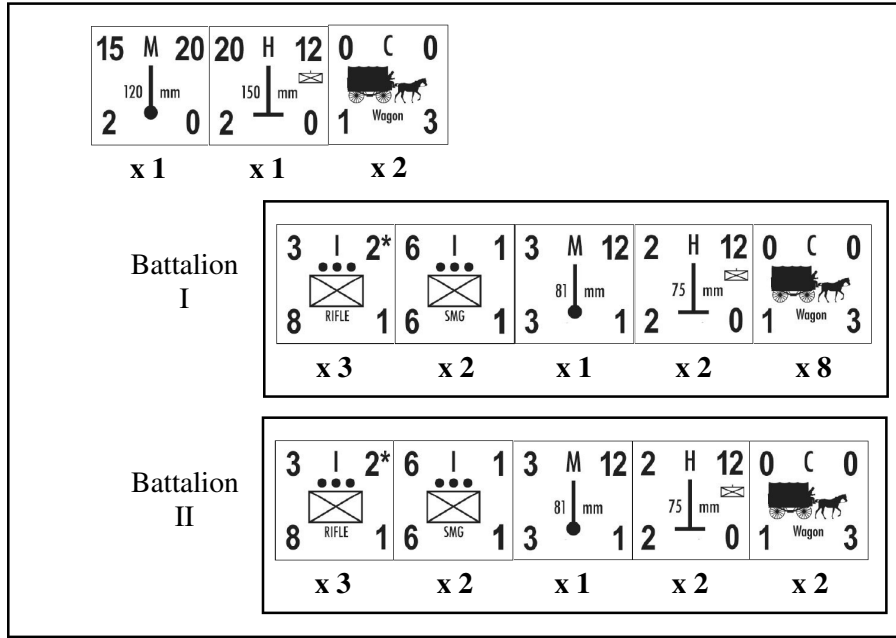 15 M 20 20 H 12 0 C 0
120 mm 150 mm
2 0 2 0 1 Wagon 3
x 1 x 1 x 2
Battalion
I
3 I 2* 6 I 1 3 M 12 2 H 12 0 C 0
81 mm 75 mm
8 RIFLE 1 6 SMG 1 3 1 2 0 1 Wagon 3
x 3 x 2 x 1 x 2 x 8
Battalion
II
3 I 2* 6 I 1 3 M 12 2 H 12 0 C 0
81 mm 75 mm
8 RIFLE 1 6 SMG 1 3 1 2 0 1 Wagon 3
x 3 x 2 x 1 x 2 x 2